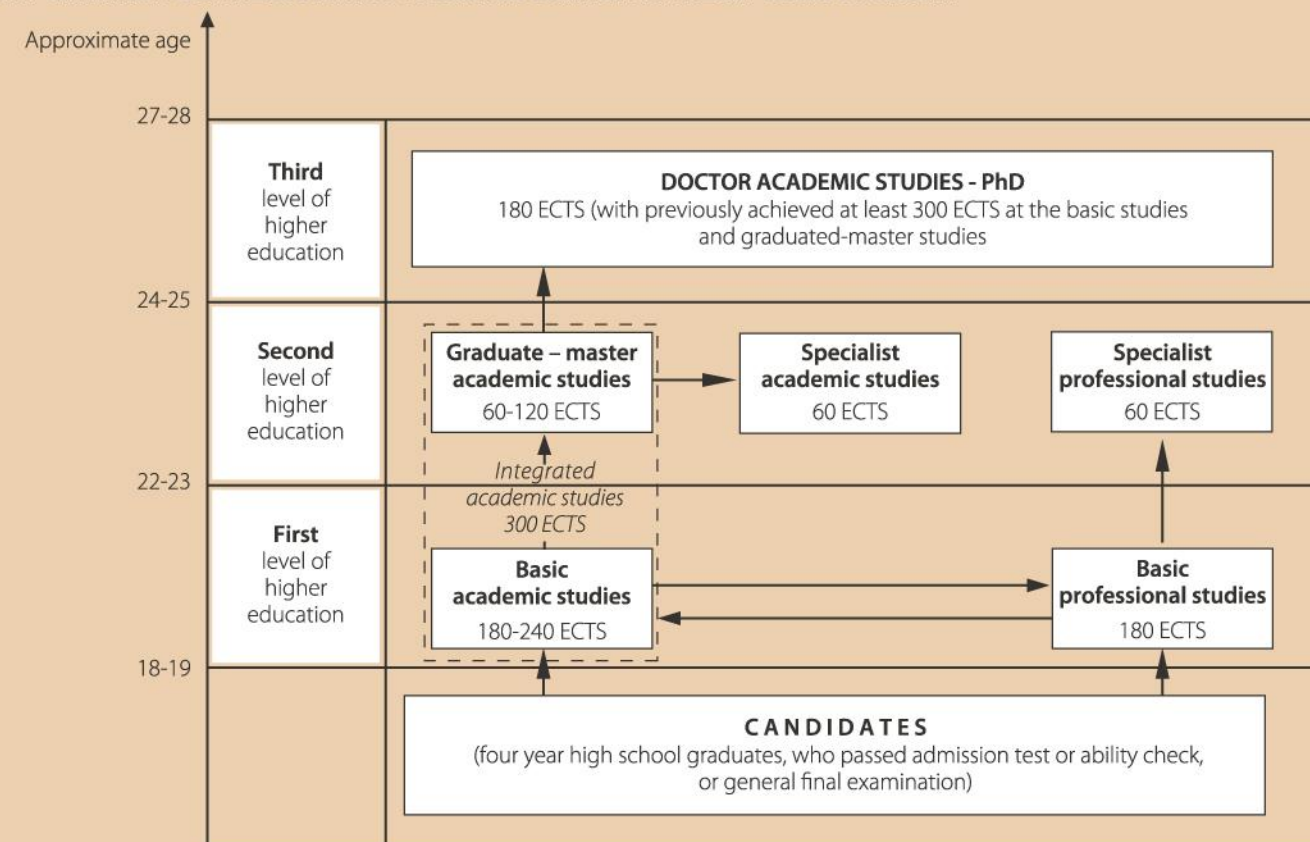 Approximate age
27-28
Third
level of
higher
education
DOCTOR ACADEMIC STUDIES - PhD
180 ECTS (with previously achieved at least 300 ECTS at the basic studies
and graduated-master studies
24-25
Second
level of
higher
education
Graduate – master
academic studies
60-120 ECTS
Specialist
academic studies
60 ECTS
Specialist
professional studies
60 ECTS
22-23
Integrated
academic studies
300 ECTS
First
level of
higher
education
Basic
academic studies
180-240 ECTS
Basic
professional studies
180 ECTS
18-19
CANDIDATES
(four year high school graduates, who passed admission test or ability check,
or general final examination)